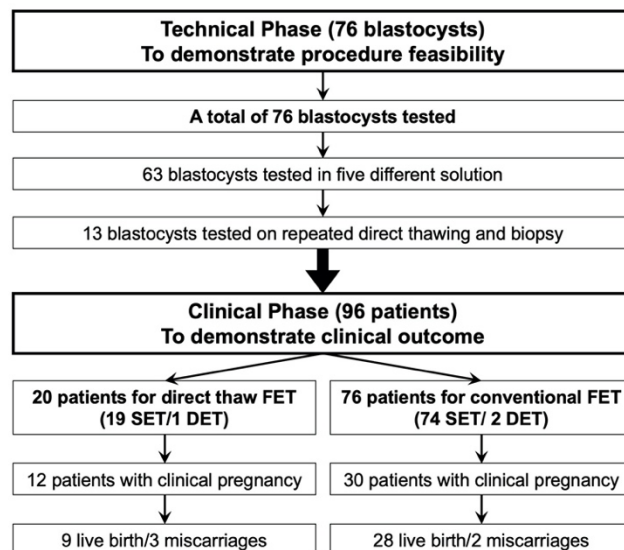 Technical Phase (76 blastocysts)
To demonstrate procedure feasibility
A total of 76 blastocysts tested
63 blastocysts tested in five different solution
13 blastocysts tested on repeated direct thawing and biopsy
Clinical Phase (96 patients)
To demonstrate clinical outcome
20 patients for direct thaw FET
(19 SET/1 DET)
12 patients with clinical pregnancy
9 live birth/3 miscarriages
76 patients for conventional FET
(74 SET/ 2 DET)
30 patients with clinical pregnancy
28 live birth/2 miscarriages